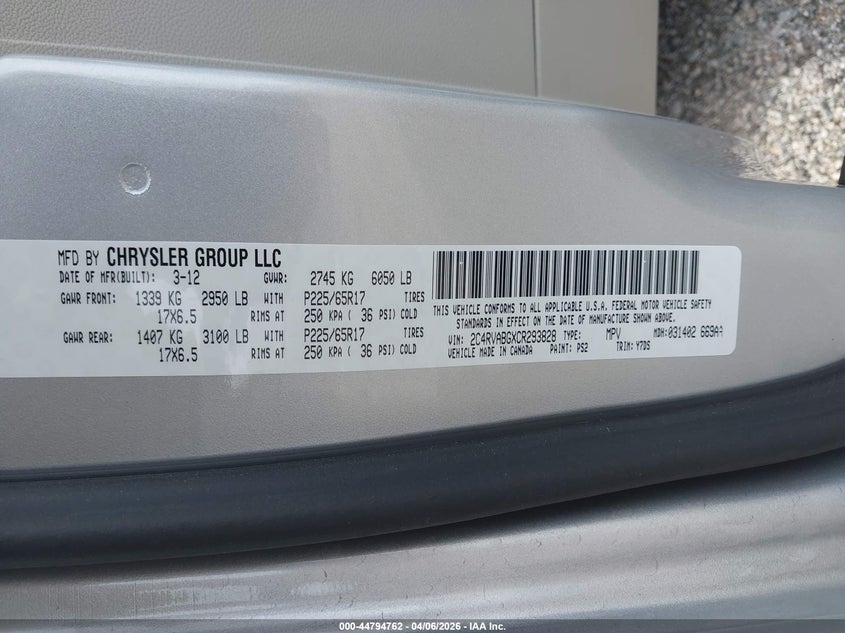 MFD BY CHRYSLER GROUP LLC
DATE OF MFR(BUILT): 3-12 GVWR: 2745 KG 6050 LB
GAWR FRONT: 1339 KG 2950 LB WITH P225/65R17 TIRES
17X6.5 RIMS AT 250 KPA ( 36 PSI) COLD
GAWR REAR: 1407 KG 3100 LB WITH P225/65R17 TIRES
17X6.5 RIMS AT 250 KPA ( 36 PSI) COLD
THIS VEHICLE CONFORMS TO ALL APPLICABLE U.S.A. FEDERAL MOTOR VEHICLE SAFETY
STANDARDS IN EFFECT ON THE DATE OF MANUFACTURE SHOWN ABOVE.
VIN: 2C4RVABGXCR293828 TYPE: MPV MDH: 031402 669AA
VEHICLE MADE IN CANADA PAINT: PS2 TRIM: Y7DS
000-44794762 - 04/06/2026 - IAA Inc.